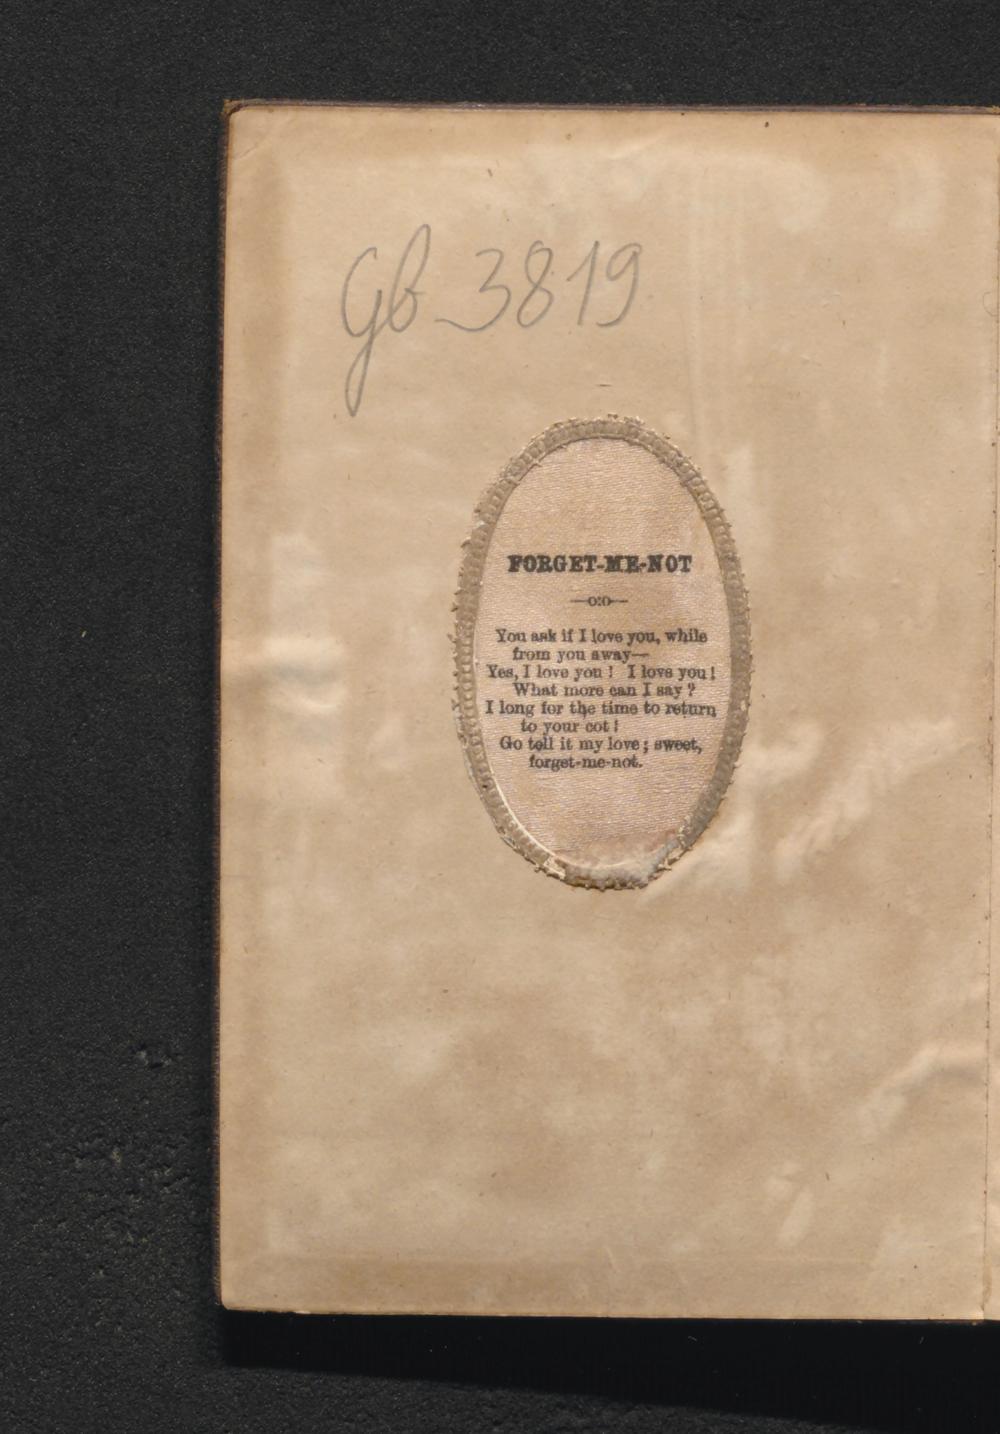 Gb 3819
FORGET-ME-NOT
—o:o—
You ask if I love you, while
from you away—
Yes, I love you! I love you!
What more can I say?
I long for the time to return
to your cot!
Go tell it my love; sweet,
forget-me-not.